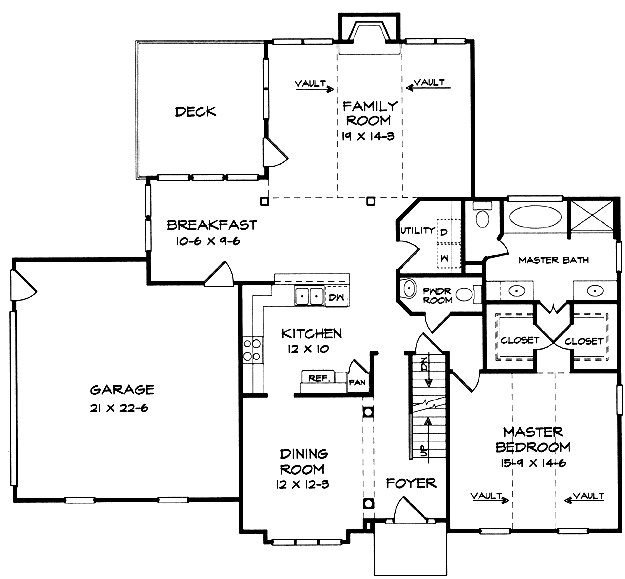 VAULT
VAULT
FAMILY
ROOM
19 X 14-3
DECK
BREAKFAST
10-6 X 9-6
UTILITY
D
W
MASTER BATH
PWDR
ROOM
DW
KITCHEN
12 X 10
CLOSET
CLOSET
REF.
PAN
DN
GARAGE
21 X 22-6
UP
MASTER
BEDROOM
15-9 X 14-6
DINING
ROOM
12 X 12-3
FOYER
VAULT
VAULT